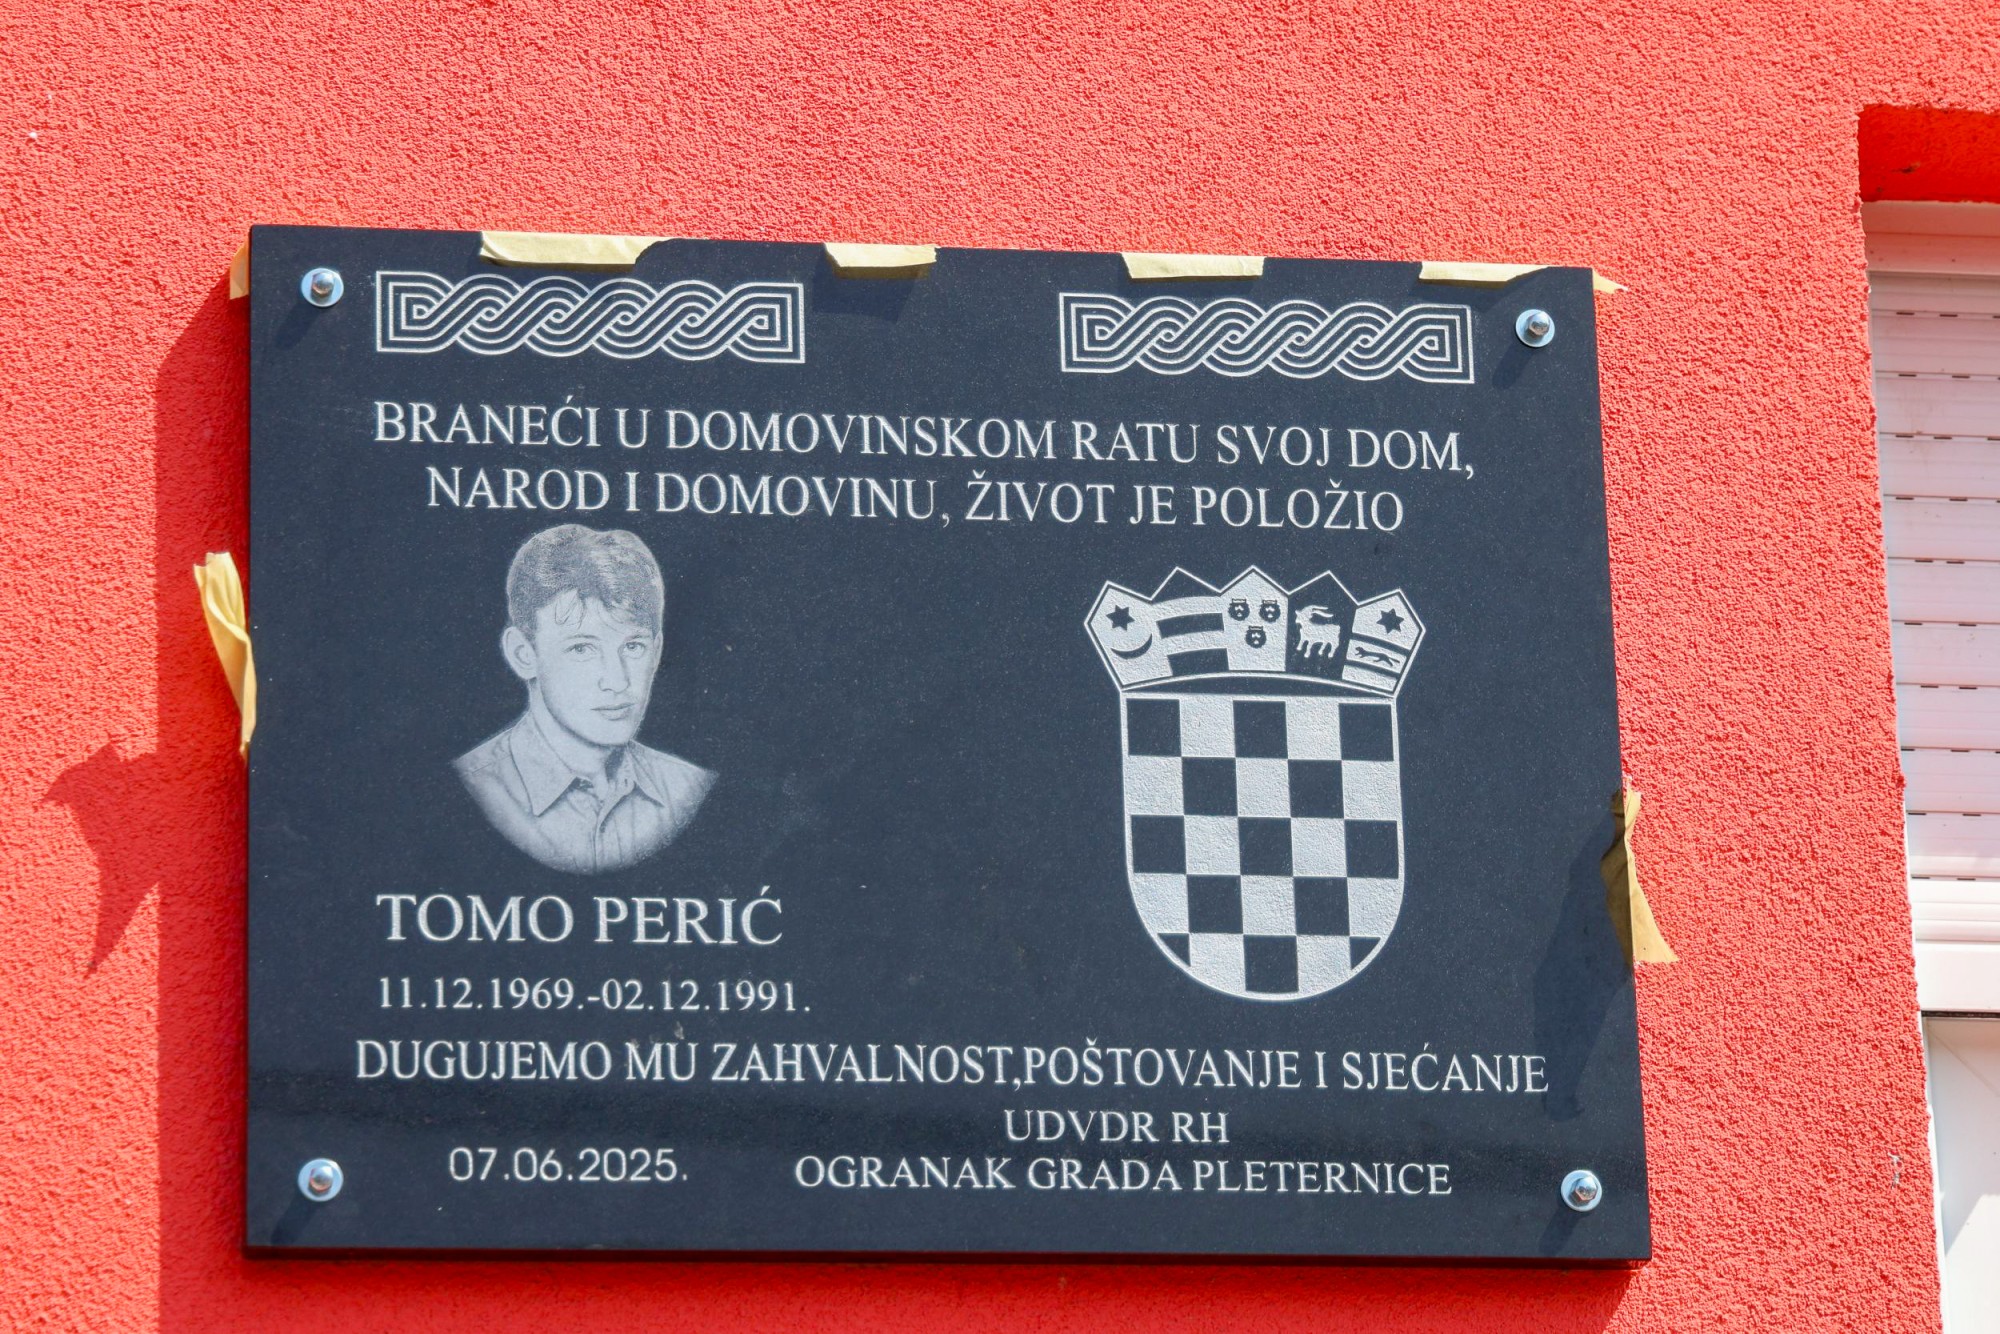 BRANEĆI U DOMOVINSKOM RATU SVOJ DOM,
NAROD I DOMOVINU, ŽIVOT JE POLOŽIO
TOMO PERIĆ
11.12.1969.-02.12.1991.
DUGUJEMO MU ZAHVALNOST,POŠTOVANJE I SJEĆANJE
UDVDR RH
07.06.2025. OGRANAK GRADA PLETERNICE